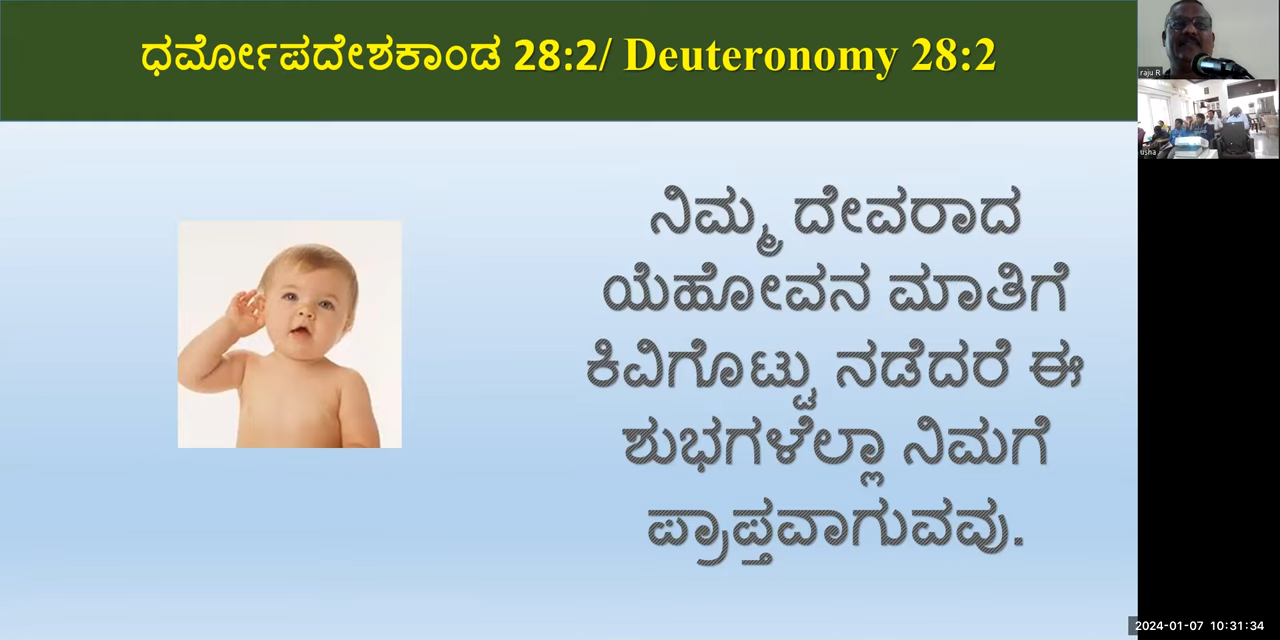 ಧರ್ಮೋಪದೇಶಕಾಂಡ 28:2/ Deuteronomy 28:2
ನಿಮ್ಮ ದೇವರಾದ
ಯೆಹೋವನ ಮಾತಿಗೆ
ಕಿವಿಗೊಟ್ಟು ನಡೆದರೆ ಈ
ಶುಭಗಳೆಲ್ಲಾ ನಿಮಗೆ
ಪ್ರಾಪ್ತವಾಗುವವು.
raju R
usha
2024-01-07 10:31:34